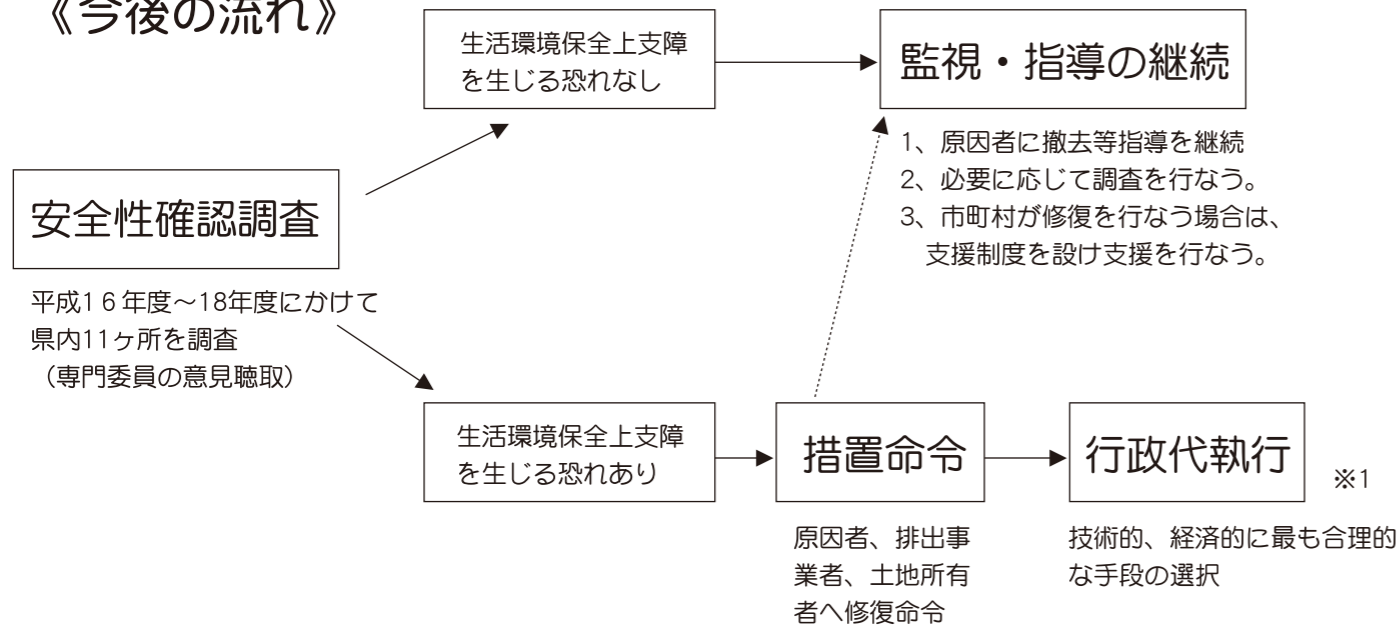 《今後の流れ》
生活環境保全上支障
を生じる恐れなし
監視・指導の継続
1、原因者に撤去等指導を継続
2、必要に応じて調査を行なう。
3、市町村が修復を行なう場合は、
支援制度を設け支援を行なう。
安全性確認調査
平成16年度～18年度にかけて
県内11ヶ所を調査
（専門委員の意見聴取）
生活環境保全上支障
を生じる恐れあり
措置命令
原因者、排出事
業者、土地所有
者へ修復命令
行政代執行
※1
技術的、経済的に最も合理的
な手段の選択